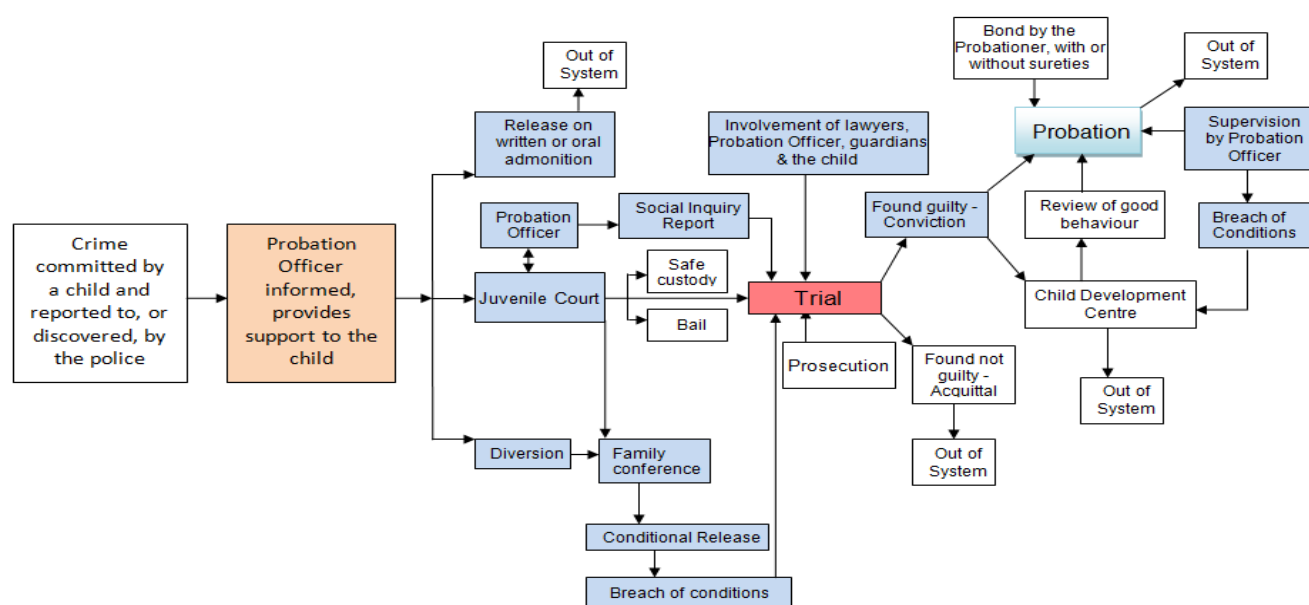 Crime
committed by
a child and
reported to, or
discovered, by
the police
Probation
Officer
informed,
provides
support to the
child
Out of
System
Release on
written or oral
admonition
Probation
Officer
Social Inquiry
Report
Juvenile Court
Safe
custody
Bail
Diversion
Family
conference
Conditional Release
Breach of conditions
Involvement of lawyers,
Probation Officer, guardians
& the child
Trial
Prosecution
Found guilty -
Conviction
Found not
guilty -
Acquittal
Out of
System
Bond by the
Probationer, with or
without sureties
Out of
System
Probation
Supervision
by Probation
Officer
Review of good
behaviour
Breach of
Conditions
Child Development
Centre
Out of
System